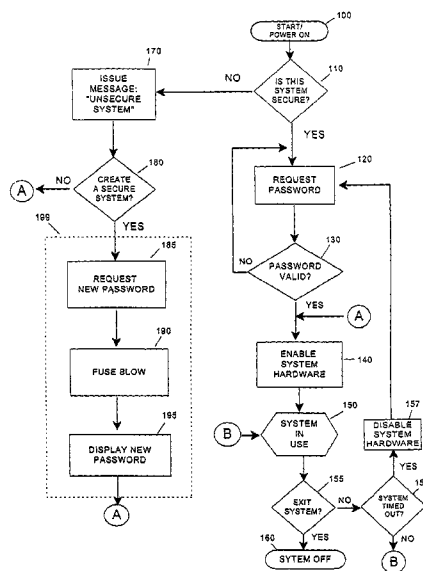 100
START/
POWER ON
170
ISSUE
MESSAGE:
"UNSECURE
SYSTEM"
NO
110
IS THIS
SYSTEM
SECURE?
YES
180
CREATE
A SECURE
SYSTEM?
NO
A
YES
120
REQUEST
PASSWORD
199
185
REQUEST
NEW PASSWORD
130
PASSWORD
VALID?
NO
YES
A
190
FUSE BLOW
ENABLE
SYSTEM
HARDWARE
140
195
DISPLAY NEW
PASSWORD
A
B
SYSTEM
IN
USE
150
157
DISABLE
SYSTEM
HARDWARE
YES
155
EXIT
SYSTEM?
NO
SYSTEM
TIMED
OUT?
YES
NO
160
SYTEM OFF
B